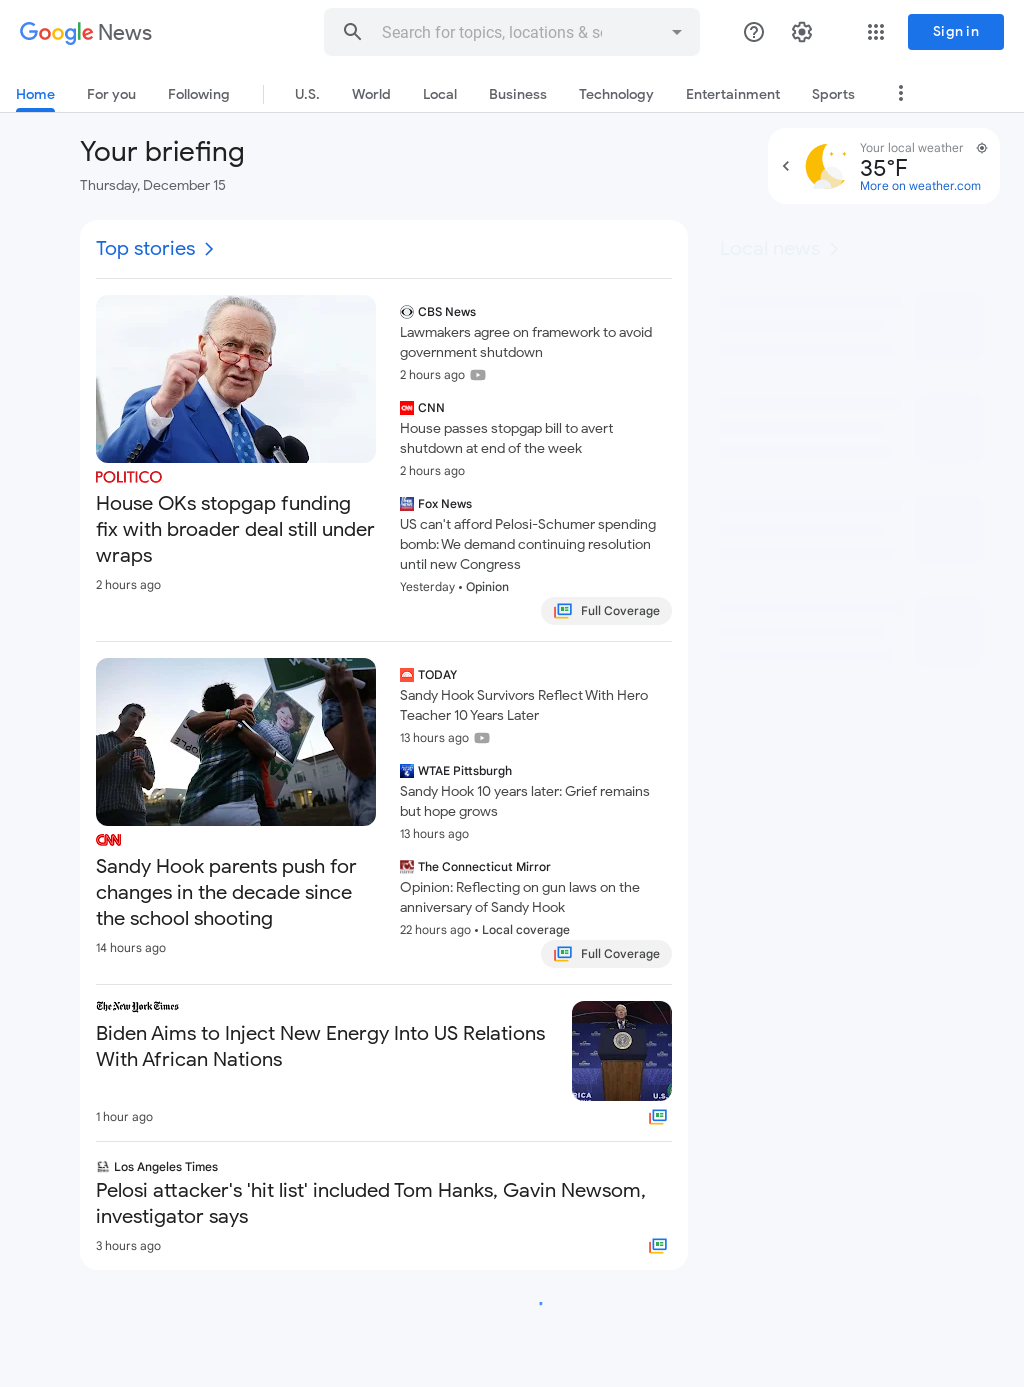 Google News
Search for topics, locations & so
Sign in
Home
For you
Following
U.S.
World
Local
Business
Technology
Entertainment
Sports
Your briefing
Thursday, December 15
Your local weather
35°F
More on weather.com
Top stories
Local news
POLITICO
House OKs stopgap funding
fix with broader deal still under
wraps
2 hours ago
CBS News
Lawmakers agree on framework to avoid
government shutdown
2 hours ago
CNN
House passes stopgap bill to avert
shutdown at end of the week
2 hours ago
Fox News
US can't afford Pelosi-Schumer spending
bomb: We demand continuing resolution
until new Congress
Yesterday • Opinion
Full Coverage
CNN
Sandy Hook parents push for
changes in the decade since
the school shooting
14 hours ago
TODAY
Sandy Hook Survivors Reflect With Hero
Teacher 10 Years Later
13 hours ago
WTAE Pittsburgh
Sandy Hook 10 years later: Grief remains
but hope grows
13 hours ago
The Connecticut Mirror
Opinion: Reflecting on gun laws on the
anniversary of Sandy Hook
22 hours ago • Local coverage
Full Coverage
The New York Times
Biden Aims to Inject New Energy Into US Relations
With African Nations
1 hour ago
RICA
U.S.
Los Angeles Times
Pelosi attacker's 'hit list' included Tom Hanks, Gavin Newsom,
investigator says
3 hours ago